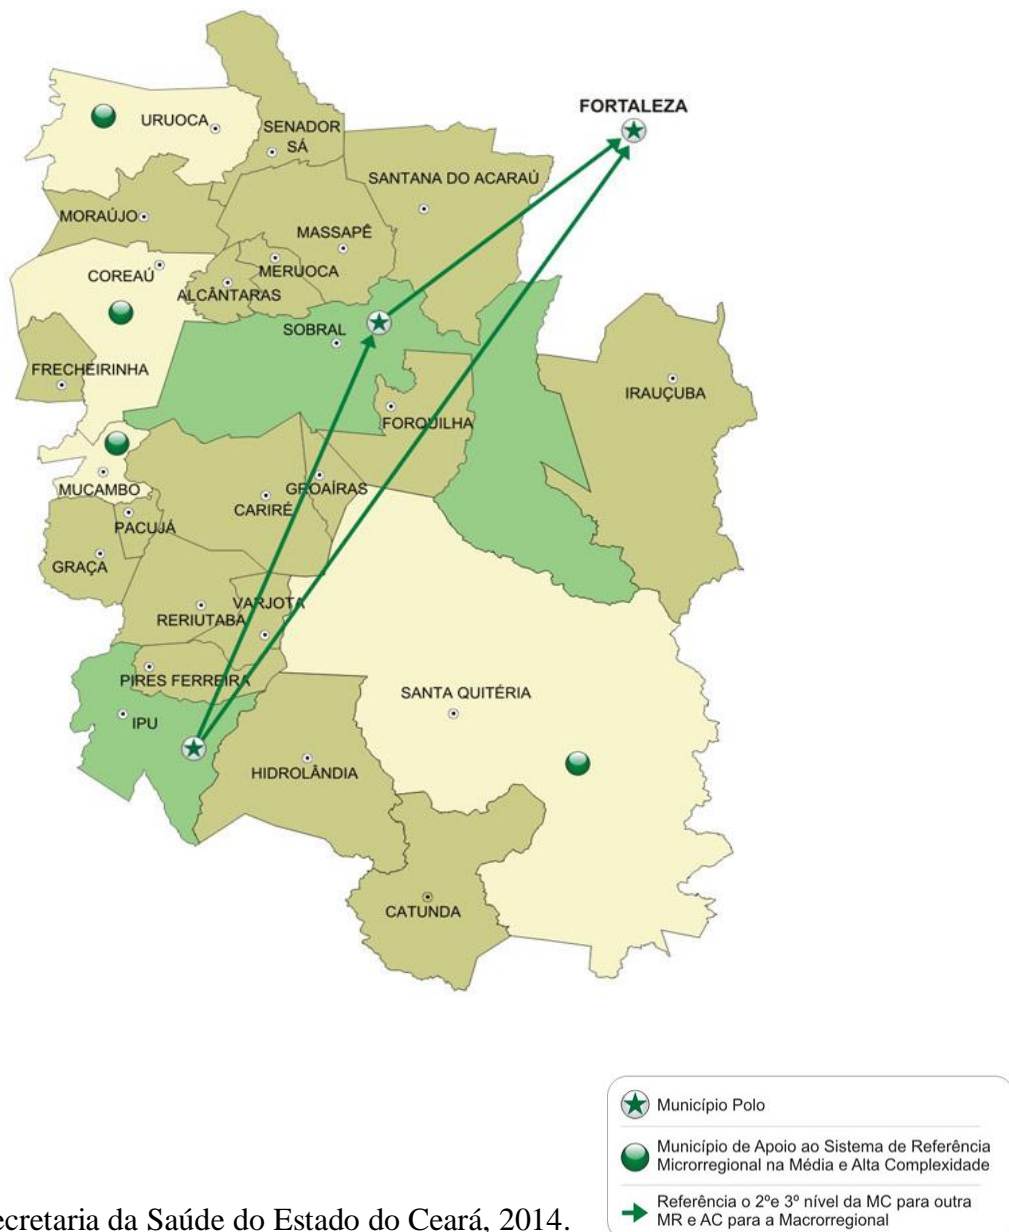 FORTALEZA
URUOCA
SENADOR
SÁ
SANTANA DO ACARAÚ
MORAÚJO
MASSAPÊ
COREAÚ
MERUOCA
ALCÂNTARAS
SOBRAL
FRECHEIRINHA
IRAUÇUBA
FORQUILHA
MUCAMBO
GROAÍRAS
CARIRÉ
PACUJÁ
GRAÇA
VARJOTA
RERIUTABA
PIRES FERREIRA
SANTA QUITÉRIA
IPU
HIDROLÂNDIA
CATUNDA
Município Polo
Município de Apoio ao Sistema de Referência
Microrregional na Média e Alta Complexidade
Referência o 2ºe 3º nível da MC para outra
MR e AC para a Macrorregional
ecretaria da Saúde do Estado do Ceará, 2014.